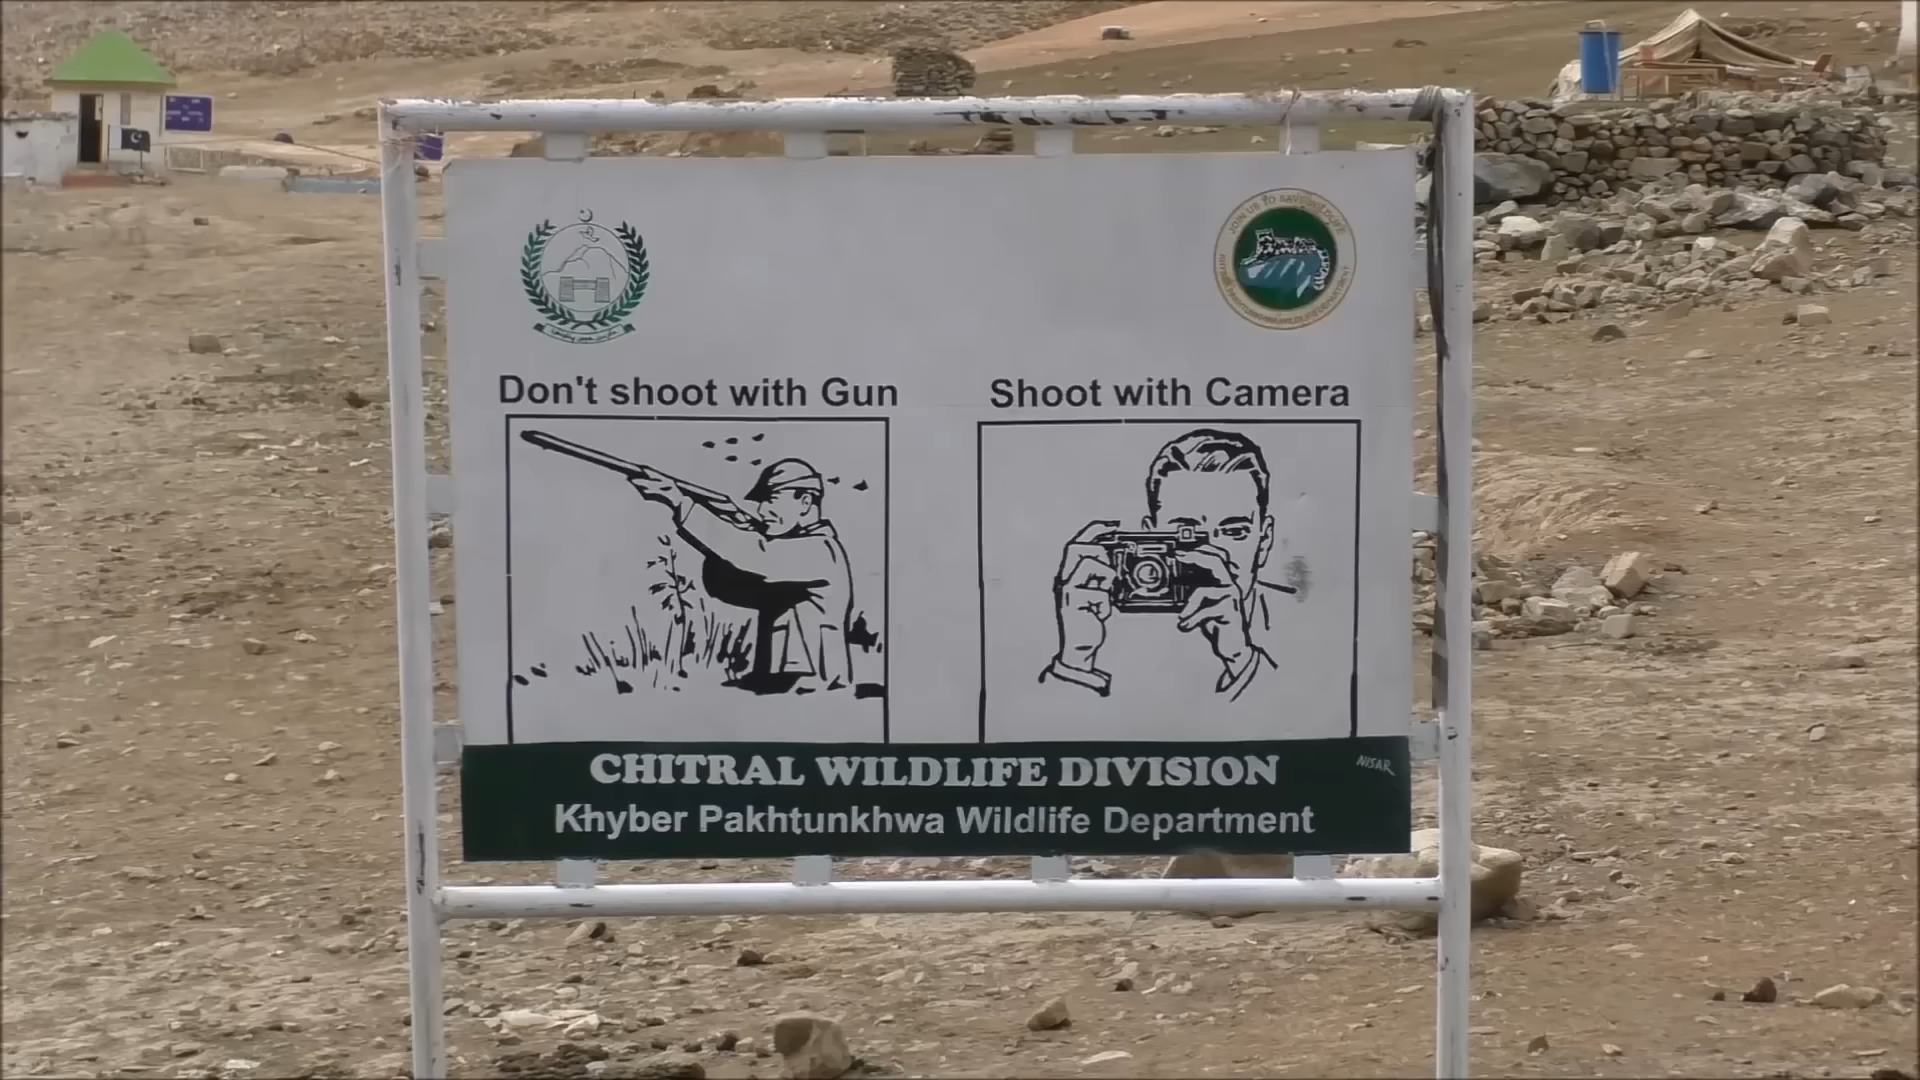 Don't shoot with Gun
Shoot with Camera
CHITRAL WILDLIFE DIVISION
NISAR
Khyber Pakhtunkhwa Wildlife Department